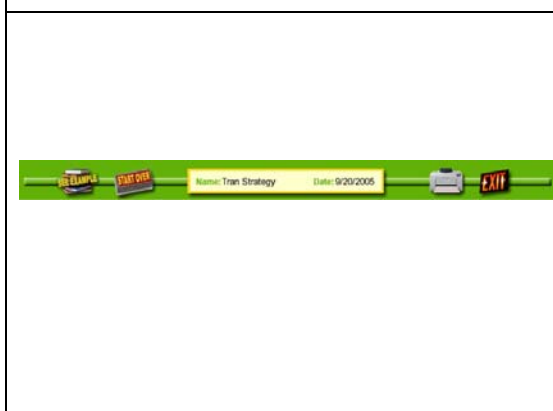 SEE EXAMPLE
START OVER
Name: Tran Strategy Date: 9/20/2005
EXIT